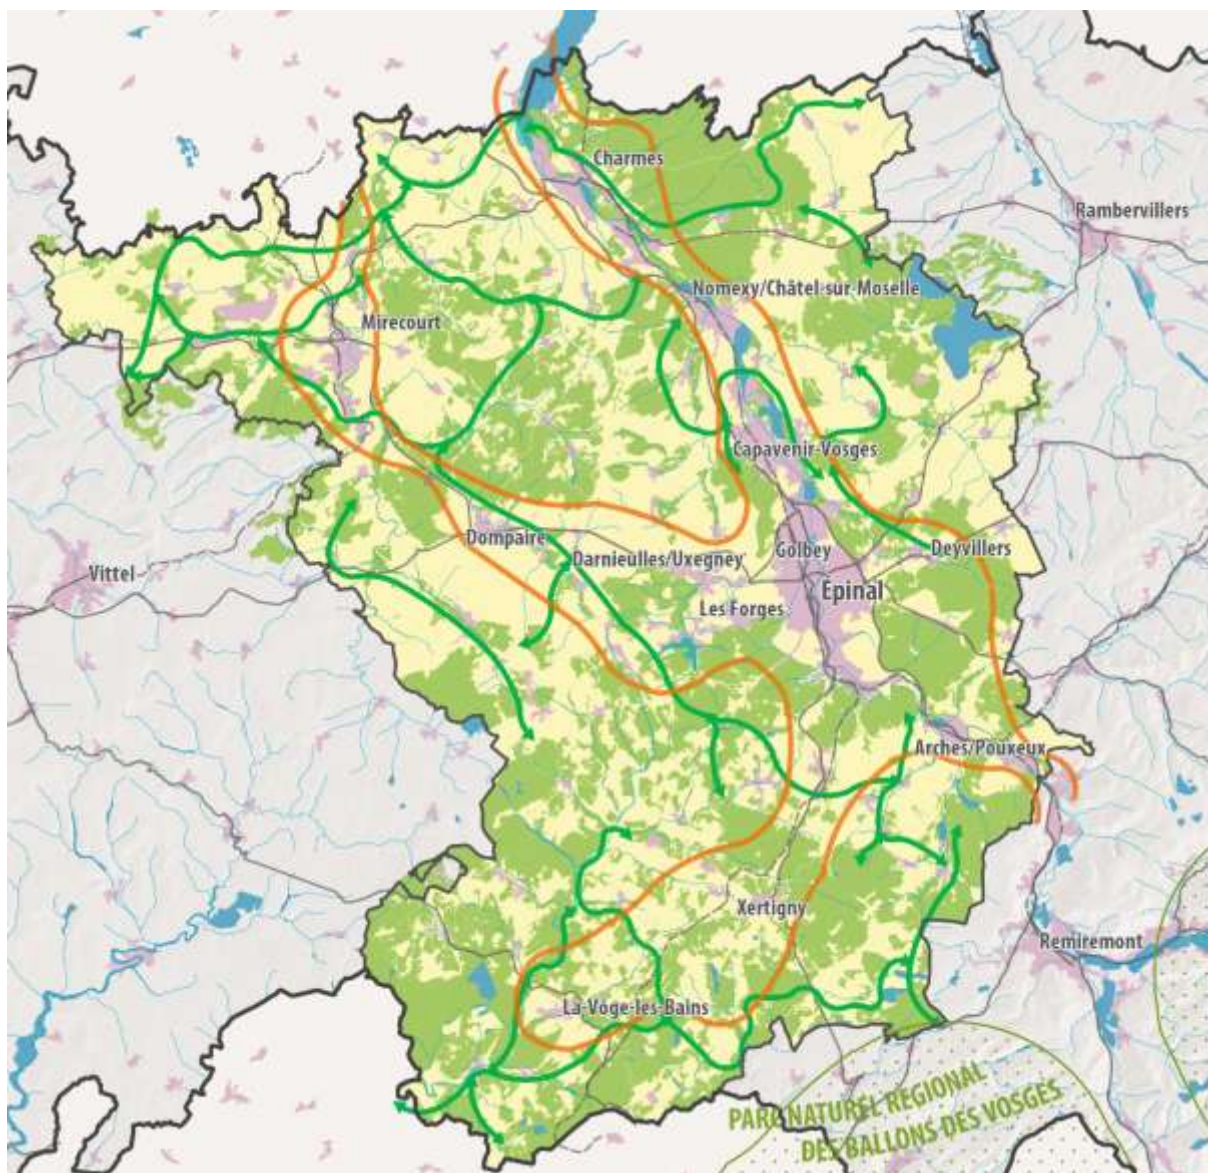 Charmes
Rambervillers
Nomexy/Châtel-sur-Moselle
Mirecourt
Capavenir-Vosges
Dompaire
Golbey
Deyvillers
Darnieulles/Uxegney
Vittel
Epinal
Les Forges
Arches/Pouxeux
Xertigny
Remiremont
La-Voge-les-Bains
PARC NATUREL REGIONAL
DES BALLONS DES VOSGES